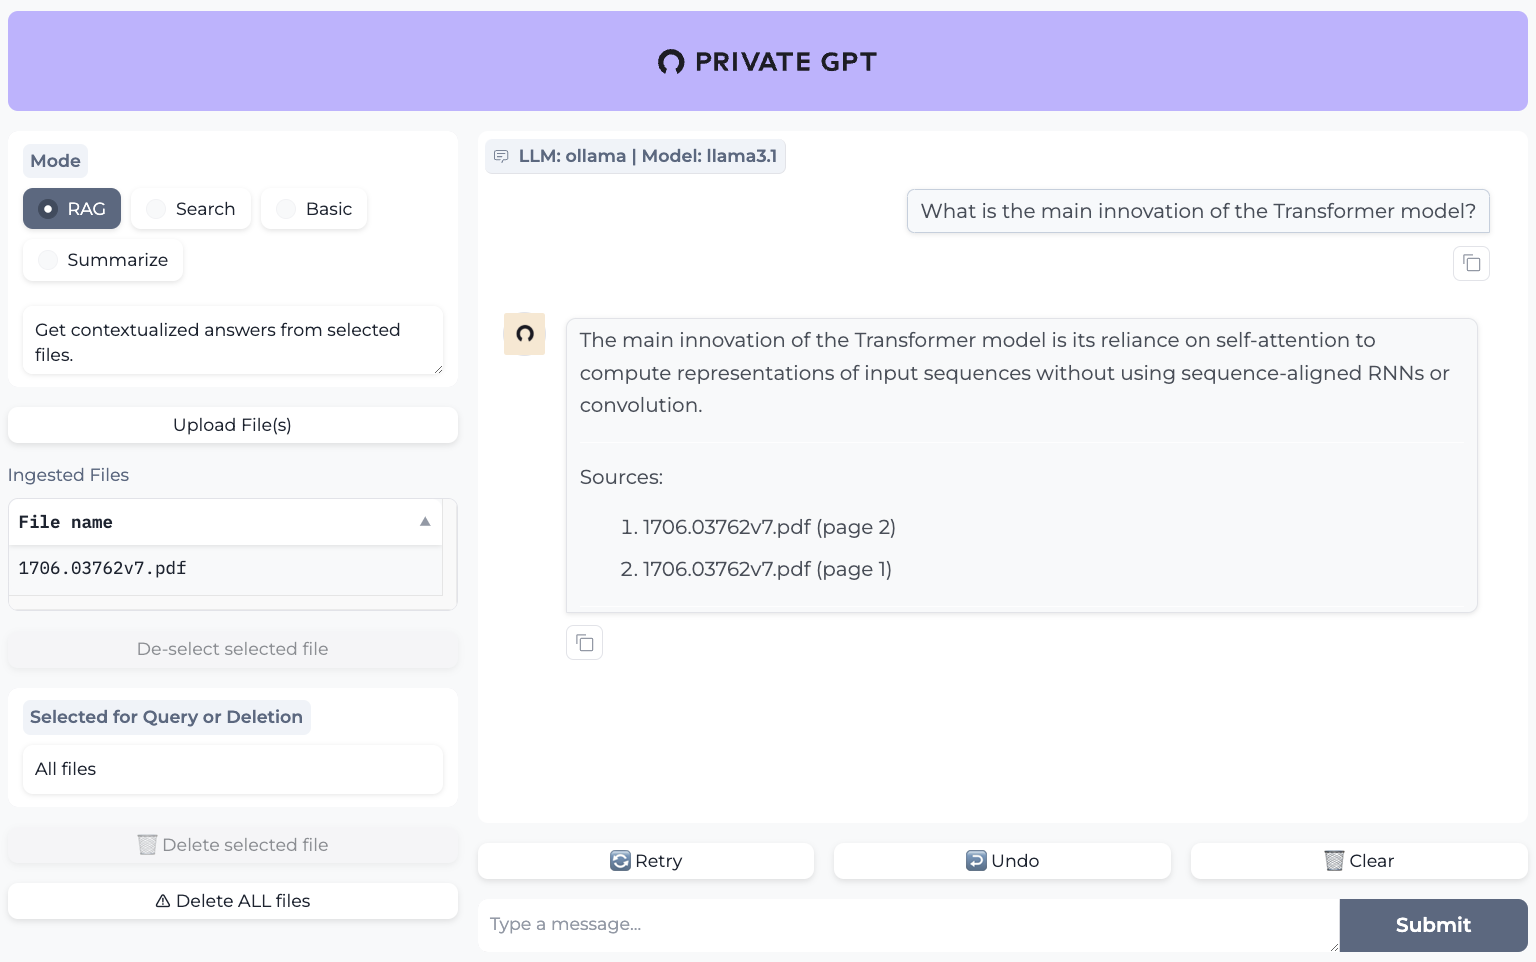 PRIVATE GPT
Mode
RAG
Search
Basic
Summarize
Get contextualized answers from selected
files.
Upload File(s)
Ingested Files
File name
1706.03762v7.pdf
De-select selected file
Selected for Query or Deletion
All files
Delete selected file
Delete ALL files
LLM: ollama | Model: llama3.1
What is the main innovation of the Transformer model?
The main innovation of the Transformer model is its reliance on self-attention to
compute representations of input sequences without using sequence-aligned RNNs or
convolution.
Sources:
1. 1706.03762v7.pdf (page 2)
2. 1706.03762v7.pdf (page 1)
Retry
Undo
Clear
Type a message...
Submit